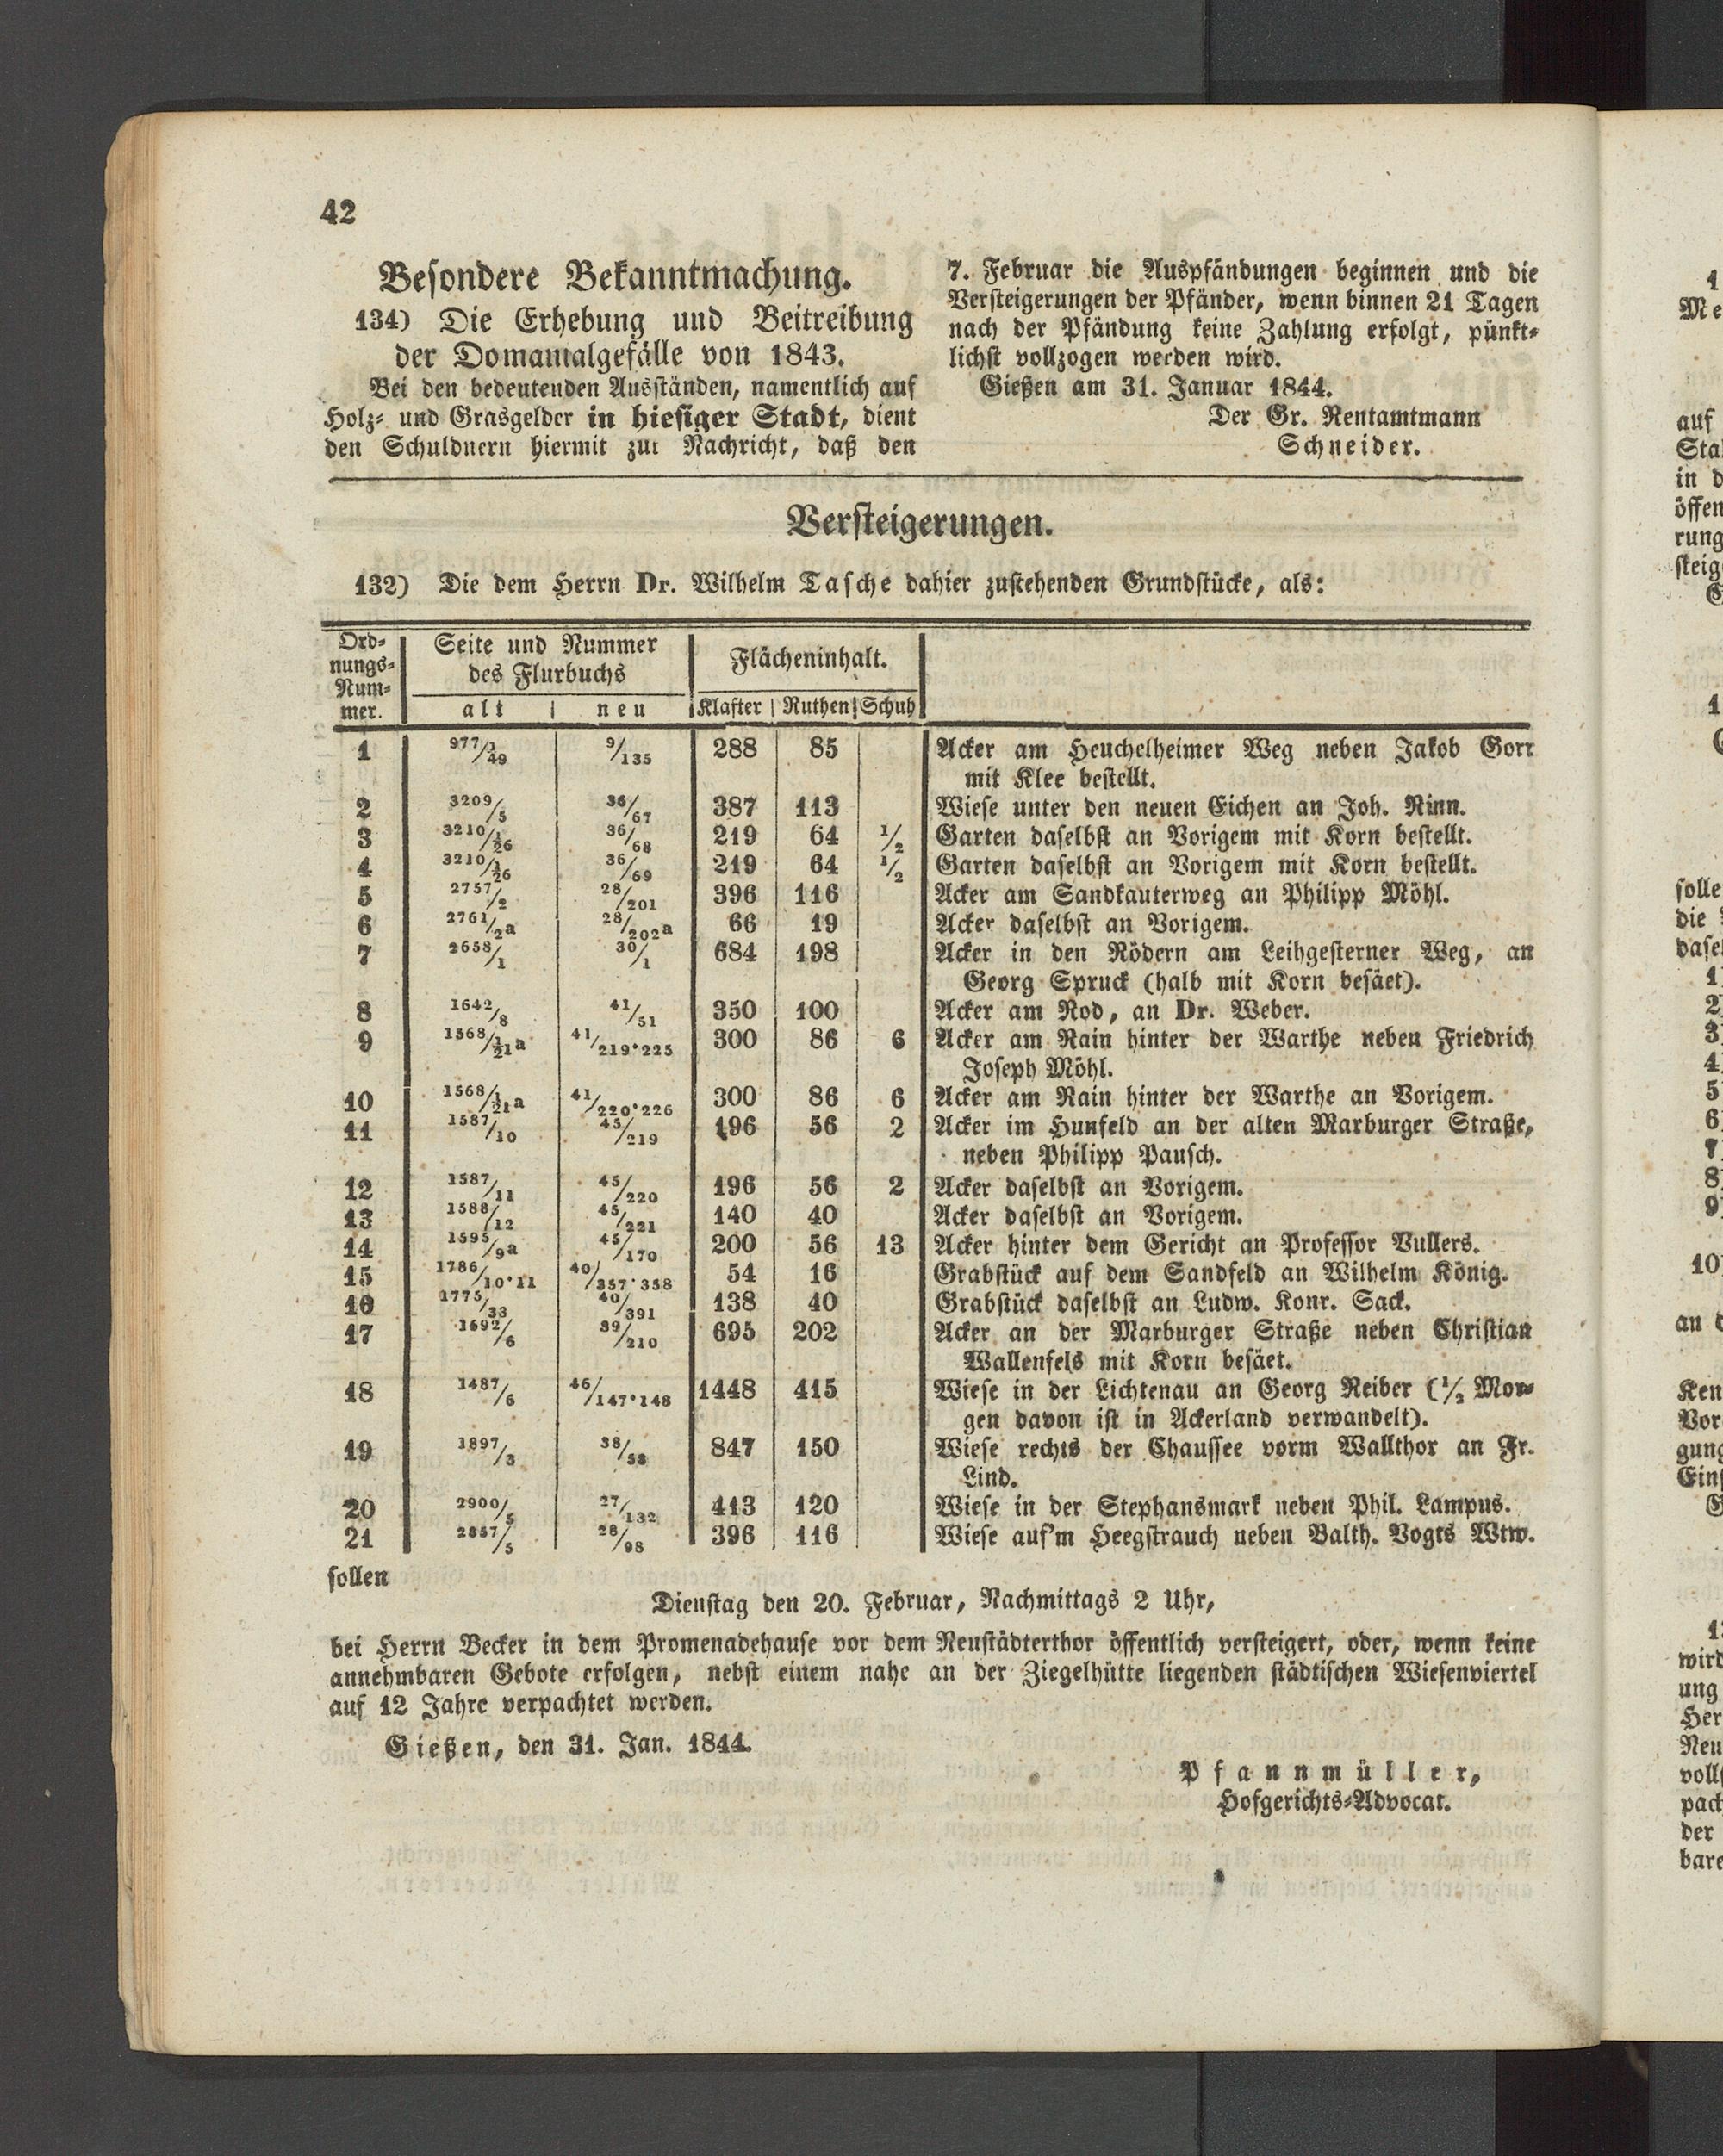 42
Besondere Bekanntmachung.
134) Die Erhebung und Beitreibung
der Domanialgefälle von 1843.
Bei den bedeutenden Ausständen, namentlich auf
Holz- und Grasgelder in hiesiger Stadt, dient
den Schuldnern hiermit zur Nachricht, daß den
7. Februar die Auspfändungen beginnen und die
Versteigerungen der Pfänder, wenn binnen 21 Tagen
nach der Pfändung keine Zahlung erfolgt, pünkt-
lichst vollzogen werden wird.
Gießen am 31. Januar 1844.
Der Gr. Rentamtmann
Schneider.
Versteigerungen.
132) Die dem Herrn Dr. Wilhelm Tasche dahier zustehenden Grundstücke, als:
Ord-
nungs-
Num-
mer.
Seite und Nummer
des Flurbuchs
alt | neu
Flächeninhalt.
Klafter | Ruthen | Schuh
1 977/1/49 9/135 288 85 Acker am Heuchelheimer Weg neben Jakob Gorr
mit Klee bestellt.
2 3209/5 36/67 387 113 Wiese unter den neuen Eichen an Joh. Rinn.
3 3210/1/26 36/68 219 64 1/2 Garten daselbst an Vorigem mit Korn bestellt.
4 3210/1/26 36/69 219 64 1/2 Garten daselbst an Vorigem mit Korn bestellt.
5 2757/2 28/201 396 116 Acker am Sandkauterweg an Philipp Möhl.
6 2761/2a 28/202a 66 19 Acker daselbst an Vorigem.
7 2658/1 30/1 684 198 Acker in den Rödern am Leihgesterner Weg, an
Georg Spruck (halb mit Korn besäet).
8 1642/8 41/51 350 100 Acker am Rod, an Dr. Weber.
9 1568/1/21a 41/219·225 300 86 6 Acker am Rain hinter der Warthe neben Friedrich
Joseph Möhl.
10 1568/1/21a 41/220·226 300 86 6 Acker am Rain hinter der Warthe an Vorigem.
11 1587/10 45/219 196 56 2 Acker im Hunfeld an der alten Marburger Straße,
neben Philipp Pausch.
12 1587/11 45/220 196 56 2 Acker daselbst an Vorigem.
13 1588/12 45/221 140 40 Acker daselbst an Vorigem.
14 1595/9a 45/170 200 56 13 Acker hinter dem Gericht an Professor Vullers.
15 1786/10·11 40/357·358 54 16 Grabstück auf dem Sandfeld an Wilhelm König.
16 1775/33 40/391 138 40 Grabstück daselbst an Ludw. Konr. Sack.
17 1692/6 39/210 695 202 Acker an der Marburger Straße neben Christian
Wallenfels mit Korn besäet.
18 1487/6 46/147·148 1448 415 Wiese in der Lichtenau an Georg Reiber (1/2 Mor-
gen davon ist in Ackerland verwandelt).
19 1897/3 38/58 847 150 Wiese rechts der Chaussee vorm Wallthor an Fr.
Lind.
20 2900/5 27/132 413 120 Wiese in der Stephansmark neben Phil. Lampus.
21 2857/5 28/98 396 116 Wiese auf'm Heegstrauch neben Balth. Vogts Wtw.
sollen
Dienstag den 20. Februar, Nachmittags 2 Uhr,
bei Herrn Becker in dem Promenadehause vor dem Neustädterthor öffentlich versteigert, oder, wenn keine
annehmbaren Gebote erfolgen, nebst einem nahe an der Ziegelhütte liegenden städtischen Wiesenviertel
auf 12 Jahre verpachtet werden.
Gießen, den 31. Jan. 1844.
Pfannmüller,
Hofgerichts-Advocat.